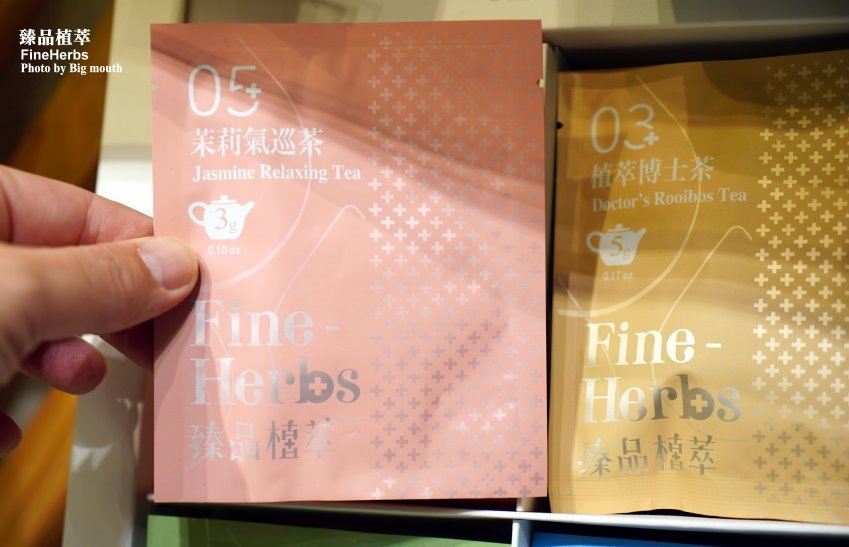 臻品植萃
FineHerbs
Photo by Big mouth
05
茉莉氣巡茶
Jasmine Relaxing Tea
3g
0.10 oz
Fine-
Herbs
臻品植萃
03
植萃博士茶
Doctor's Rooibos Tea
5g
0.17 oz
Fine-
Herbs
臻品植萃